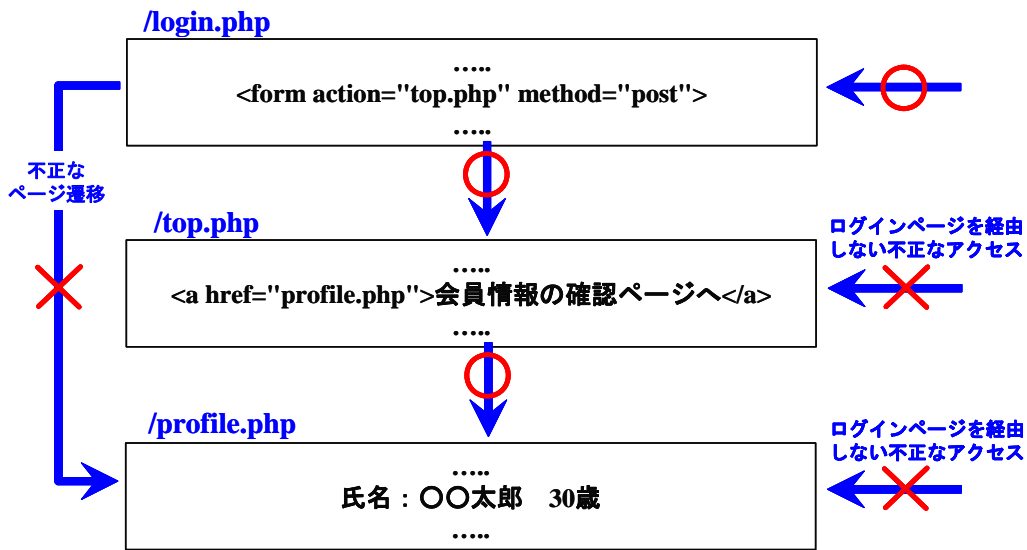 /login.php
…..
<form action="top.php" method="post">
…..
不正な
ページ遷移
/top.php
ログインページを経由
しない不正なアクセス
…..
<a href="profile.php">会員情報の確認ページへ</a>
…..
/profile.php
ログインページを経由
しない不正なアクセス
…..
氏名：〇〇太郎　30歳
…..